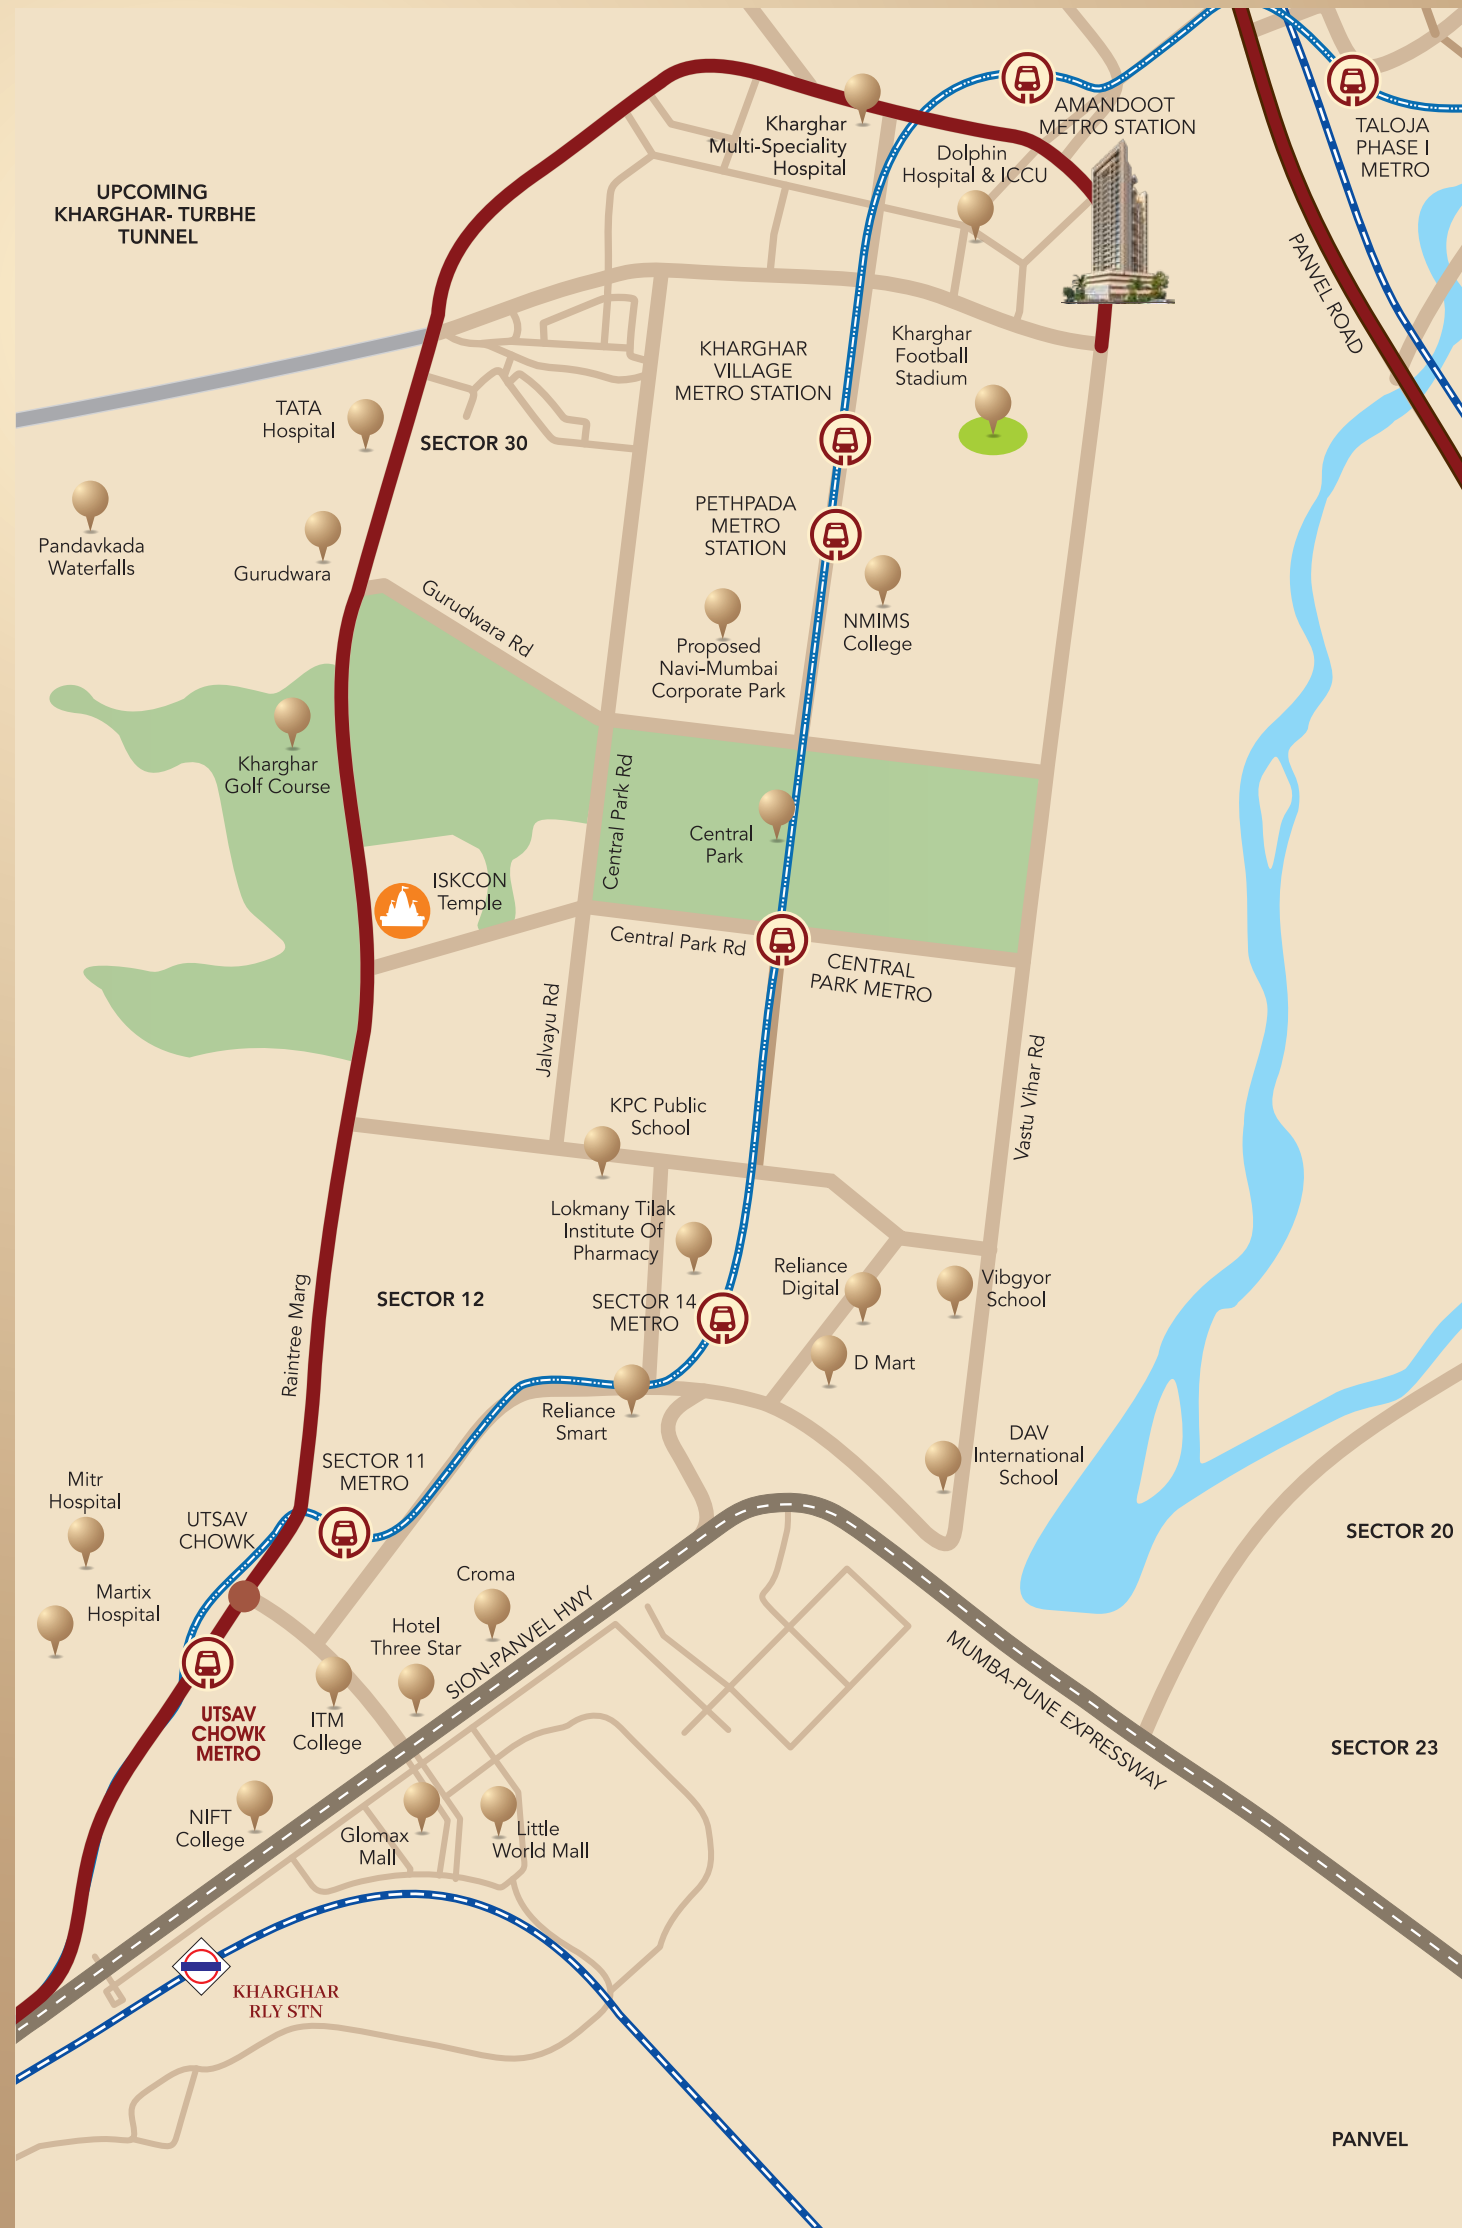 AMANDOOT
METRO STATION
TALOJA
PHASE I
METRO
Kharghar
Multi-Speciality
Hospital
Dolphin
Hospital & ICCU
UPCOMING
KHARGHAR- TURBHE
TUNNEL
PANVEL ROAD
KHARGHAR
VILLAGE
METRO STATION
Kharghar
Football
Stadium
TATA
Hospital
SECTOR 30
PETHPADA
METRO
STATION
Pandavkada
Waterfalls
Gurudwara
Gurudwara Rd
NMIMS
College
Proposed
Navi-Mumbai
Corporate Park
Kharghar
Golf Course
Central Park Rd
Central
Park
ISKCON
Temple
Central Park Rd
CENTRAL
PARK METRO
Jalvayu Rd
Vastu Vihar Rd
KPC Public
School
Lokmany Tilak
Institute Of
Pharmacy
Reliance
Digital
Vibgyor
School
Raintree Marg
SECTOR 12
SECTOR 14
METRO
D Mart
Reliance
Smart
DAV
International
School
SECTOR 11
METRO
Mitr
Hospital
UTSAV
CHOWK
SECTOR 20
Martix
Hospital
Croma
Hotel
Three Star
SION-PANVEL HWY
MUMBA-PUNE EXPRESSWAY
UTSAV
CHOWK
METRO
ITM
College
SECTOR 23
NIFT
College
Glomax
Mall
Little
World Mall
KHARGHAR
RLY STN
PANVEL